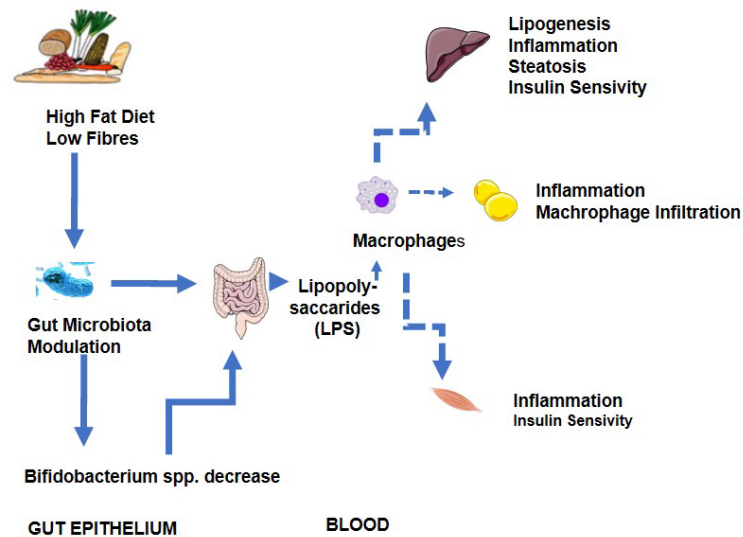 Lipogenesis
Inflammation
Steatosis
Insulin Sensivity
High Fat Diet
Low Fibres
Inflammation
Machrophage Infiltration
Macrophages
Lipopoly-
saccarides
(LPS)
Gut Microbiota
Modulation
Inflammation
Insulin Sensivity
Bifidobacterium spp. decrease
GUT EPITHELIUM
BLOOD